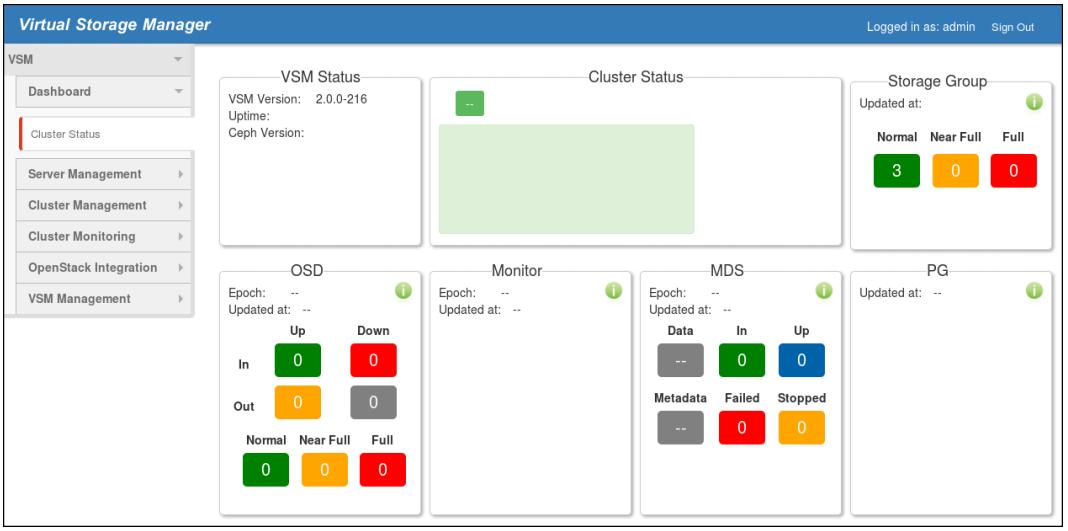 Virtual Storage Manager
Logged in as: admin Sign Out
VSM
Dashboard
Cluster Status
Server Management
Cluster Management
Cluster Monitoring
OpenStack Integration
VSM Management
VSM Status
VSM Version: 2.0.0-216
Uptime:
Ceph Version:
Cluster Status
--
Storage Group
Updated at:
Normal Near Full Full
3 0 0
OSD
Epoch: --
Updated at: --
Up Down
In 0 0
Out 0 0
Normal Near Full Full
0 0 0
Monitor
Epoch: --
Updated at: --
MDS
Epoch: --
Updated at: --
Data In Up
-- 0 0
Metadata Failed Stopped
-- 0 0
PG
Updated at: --